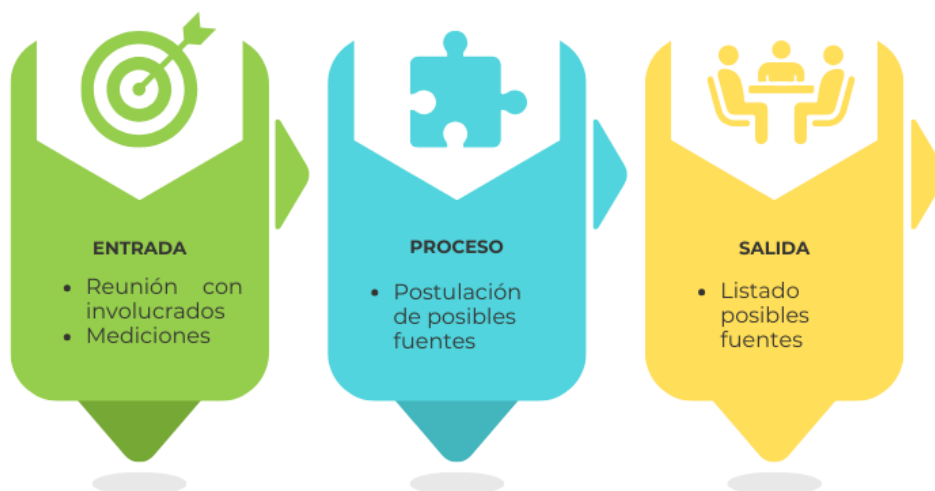 ENTRADA
• Reunión con
involucrados
• Mediciones
PROCESO
• Postulación
de posibles
fuentes
SALIDA
• Listado
posibles
fuentes